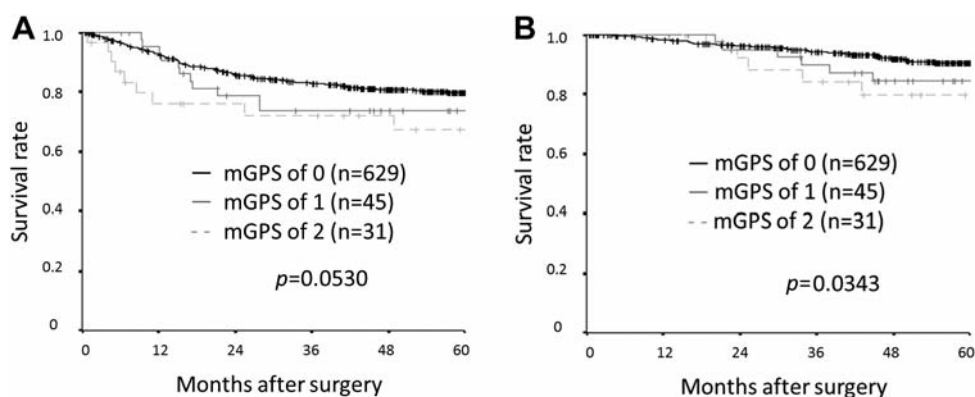 A
1.0
0.8
0.6
0.4
0.2
0
Survival rate
mGPS of 0 (n=629)
mGPS of 1 (n=45)
mGPS of 2 (n=31)
p=0.0530
0 12 24 36 48 60
Months after surgery
B
1.0
0.8
0.6
0.4
0.2
0
Survival rate
mGPS of 0 (n=629)
mGPS of 1 (n=45)
mGPS of 2 (n=31)
p=0.0343
0 12 24 36 48 60
Months after surgery